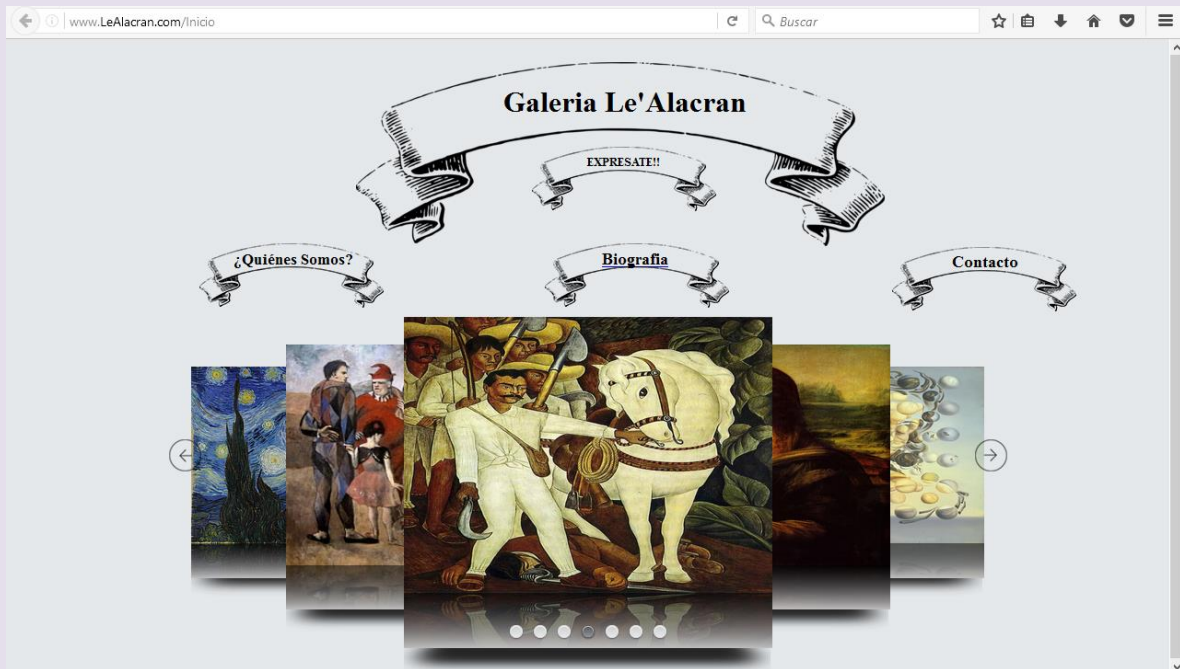 www.LeAlacran.com/Inicio
Buscar
Galeria Le'Alacran
EXPRESATE!!
¿Quiénes Somos?
Biografia
Contacto